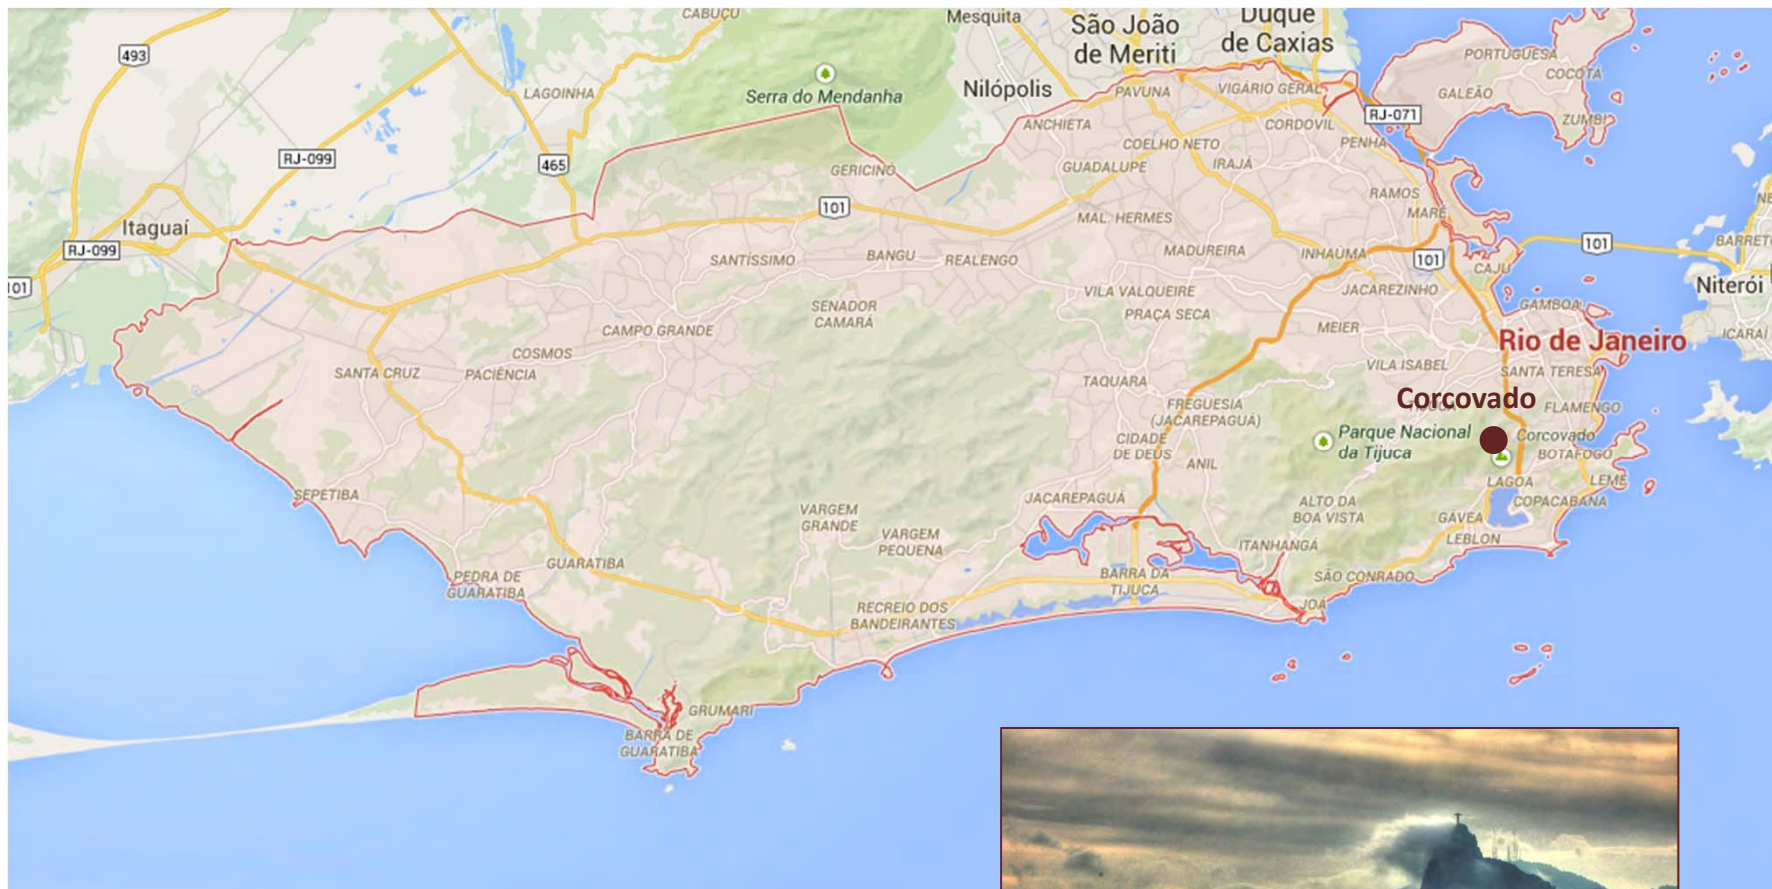 CABUÇU
Mesquita
São João
de Meriti
Duque
de Caxias
493
LAGOINHA
Serra do Mendanha
Nilópolis
PAVUNA
VIGÁRIO GERAL
PORTUGUESA
COCOTÁ
GALEÃO
ZUMBI
RJ-071
ANCHIETA
CORDOVIL
COELHO NETO
PENHA
RJ-099
465
GERICINÓ
GUADALUPE
IRAJÁ
RAMOS
MARÉ
101
MAL. HERMES
Itaguaí
RJ-099
SANTÍSSIMO
BANGU
REALENGO
MADUREIRA
INHAÚMA
101
CAJU
101
BARRETO
NE
101
Niterói
VILA VALQUEIRE
JACAREZINHO
GAMBOA
SENADOR
CAMARÁ
PRAÇA SECA
CAMPO GRANDE
MEIER
Rio de Janeiro
ICARAÍ
COSMOS
VILA ISABEL
SANTA TERESA
SANTA CRUZ
PACIÊNCIA
TAQUARA
Corcovado
FREGUESIA
(JACAREPAGUÁ)
FLAMENGO
Parque Nacional
da Tijuca
Corcovado
CIDADE
DE DEUS
BOTAFOGO
ANIL
LAGOA
LEME
SEPETIBA
JACAREPAGUÁ
ALTO DA
BOA VISTA
COPACABANA
VARGEM
GRANDE
GÁVEA
VARGEM
PEQUENA
ITANHANGÁ
LEBLON
GUARATIBA
PEDRA DE
GUARATIBA
BARRA DA
TIJUCA
SÃO CONRADO
RECREIO DOS
BANDEIRANTES
JOÁ
GRUMARI
BARRA DE
GUARATIBA